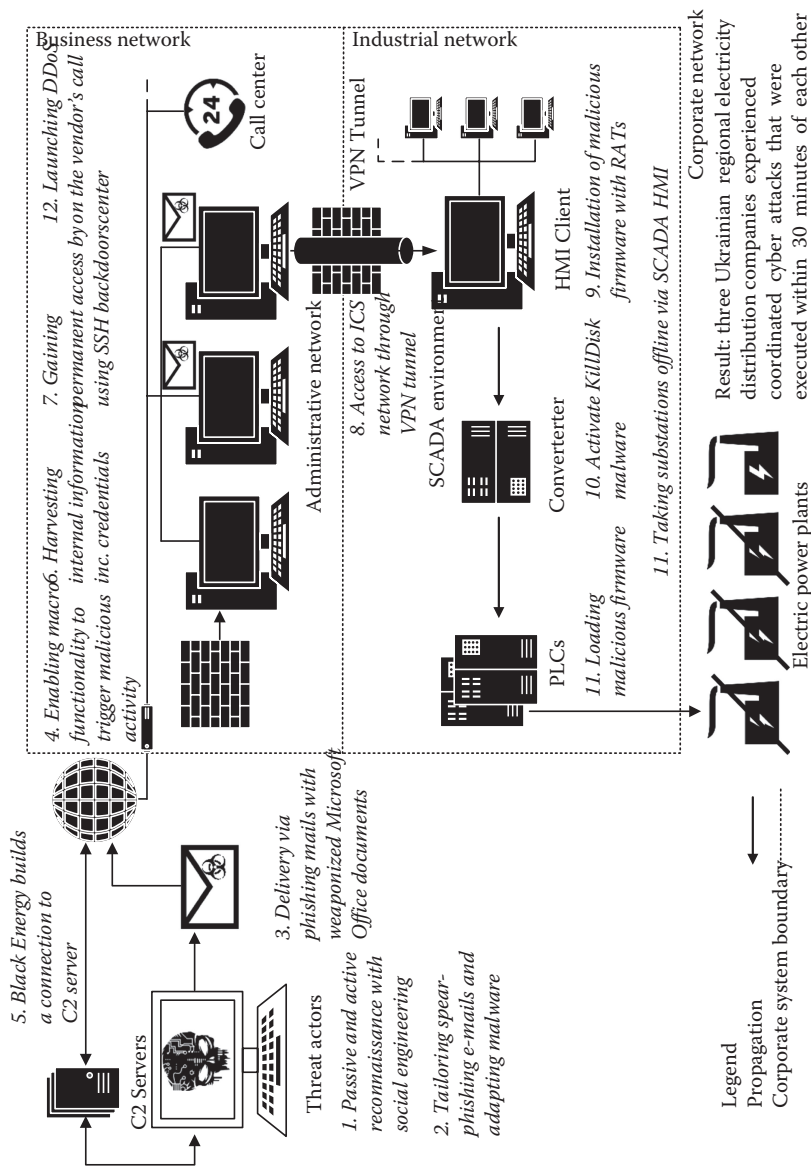 5. Black Energy builds
a connection to
C2 server
C2 Servers
Threat actors
1. Passive and active
reconnaissance with
social engineering
2. Tailoring spear-
phishing e-mails and
adapting malware
3. Delivery via
phishing mails with
weaponized Microsoft
Office documents
Business network
4. Enabling macro
functionality to
trigger malicious
activity
6. Harvesting
internal information
inc. credentials
7. Gaining
permanent access by
using SSH backdoors
12. Launching DDoS
on the vendor's call
center
24
Call center
Administrative network
Industrial network
8. Access to ICS
network through
VPN tunnel
VPN Tunnel
SCADA environment
HMI Client
9. Installation of malicious
firmware with RATs
Converterter
10. Activate KillDisk
malware
PLCs
11. Loading
malicious firmware
11. Taking substations offline via SCADA HMI
Corporate network
Result: three Ukrainian regional electricity
distribution companies experienced
coordinated cyber attacks that were
executed within 30 minutes of each other
Electric power plants
Legend
Propagation
Corporate system boundary